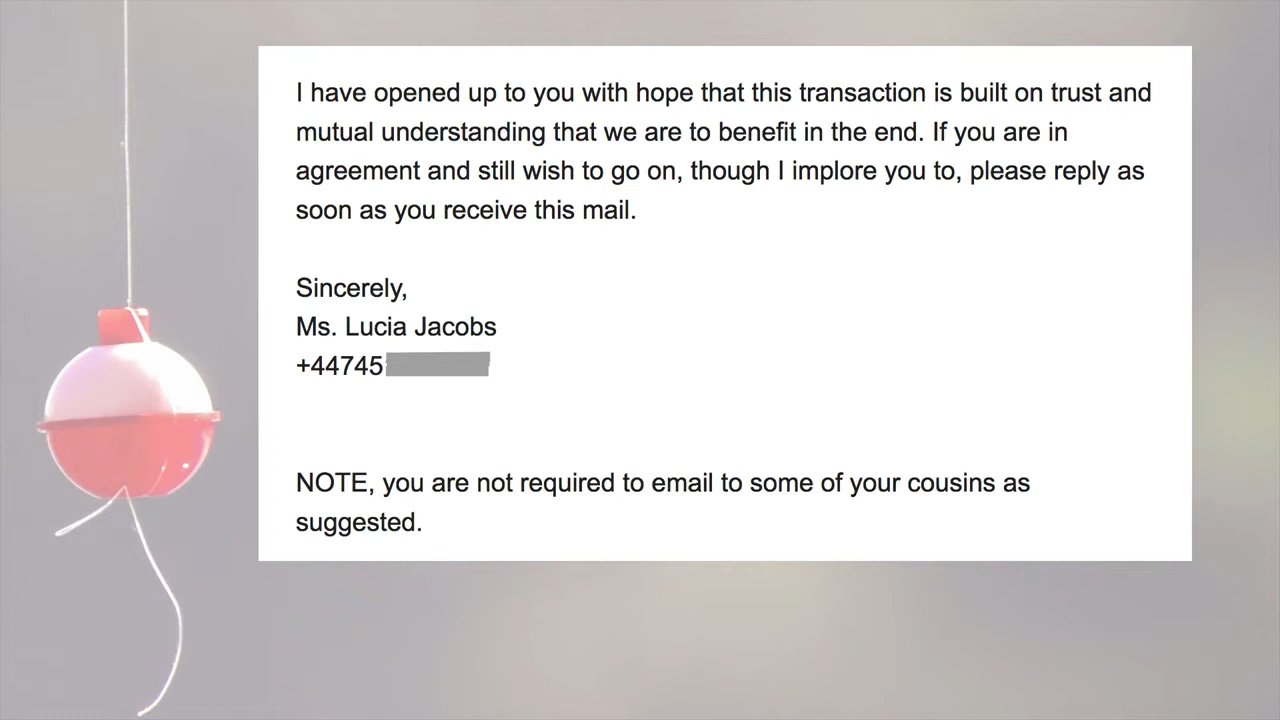 I have opened up to you with hope that this transaction is built on trust and
mutual understanding that we are to benefit in the end. If you are in
agreement and still wish to go on, though I implore you to, please reply as
soon as you receive this mail.
Sincerely,
Ms. Lucia Jacobs
+44745
NOTE, you are not required to email to some of your cousins as
suggested.